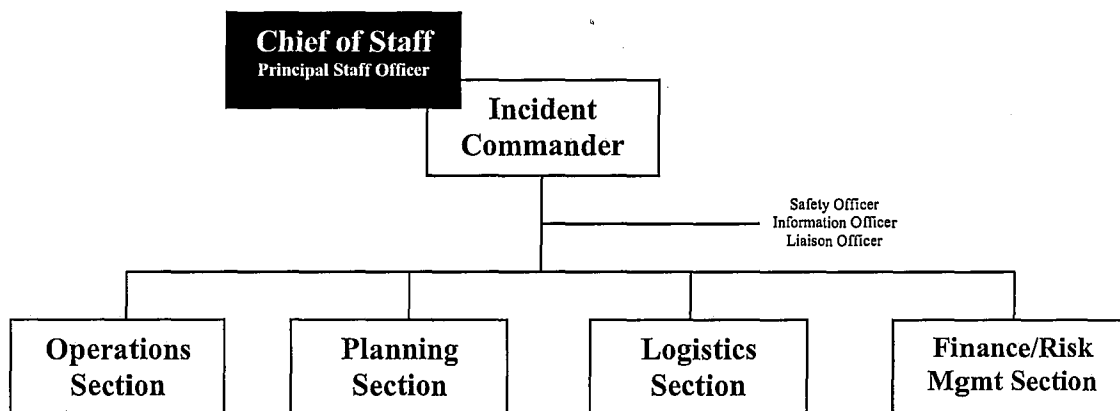 Chief of Staff
Principal Staff Officer
Incident
Commander
Safety Officer
Information Officer
Liaison Officer
Operations
Section
Planning
Section
Logistics
Section
Finance/Risk
Mgmt Section